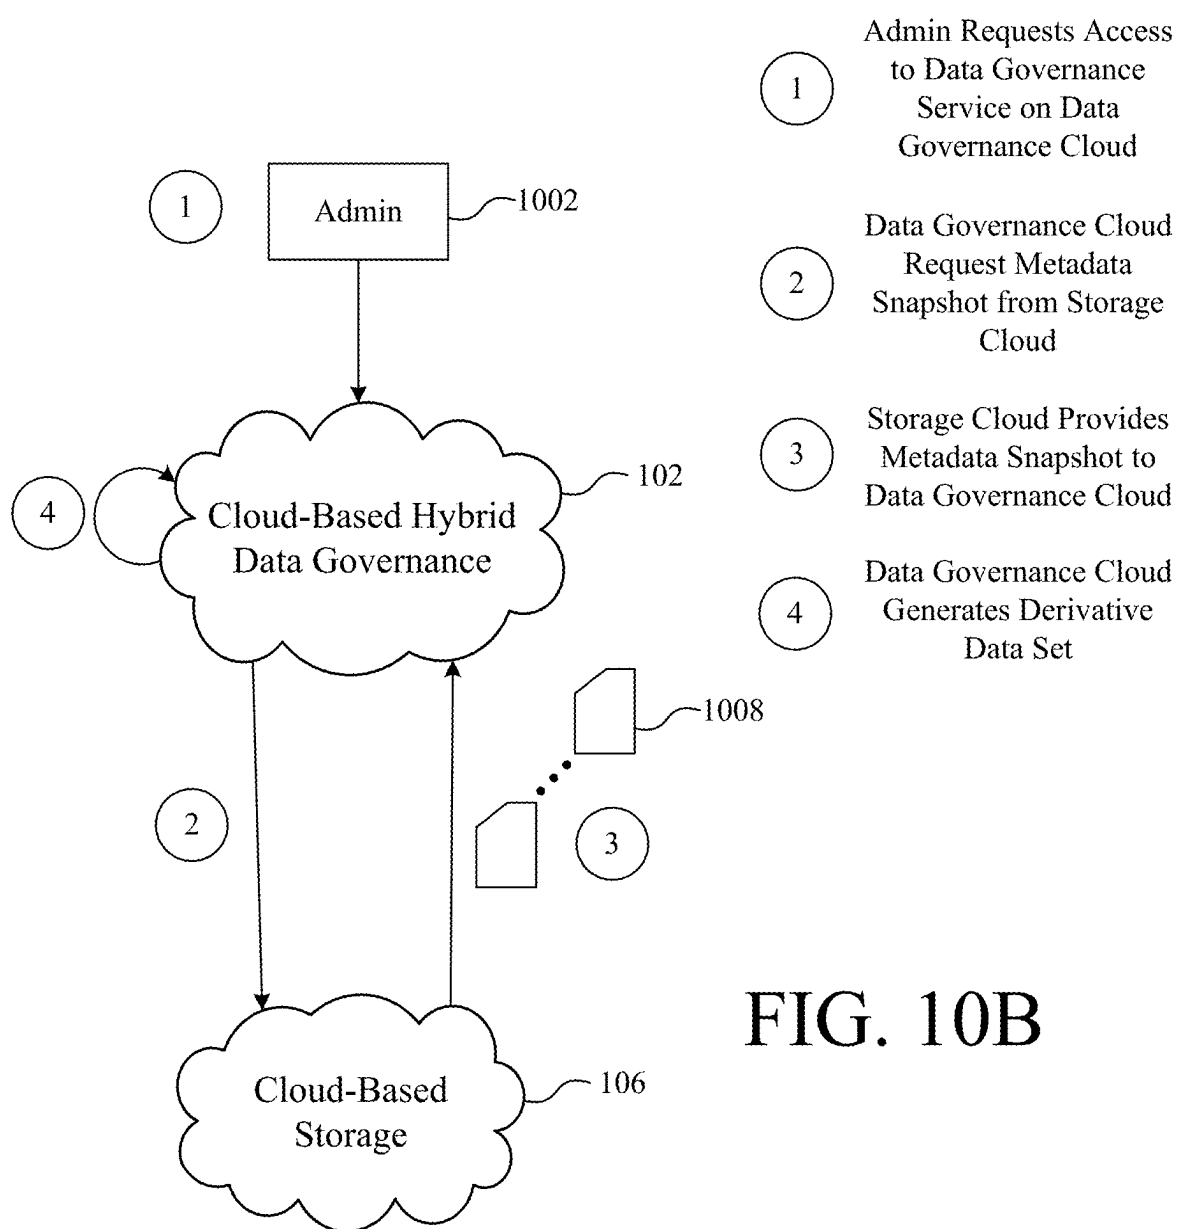 1
Admin Requests Access
to Data Governance
Service on Data
Governance Cloud
1
Admin
1002
2
Data Governance Cloud
Request Metadata
Snapshot from Storage
Cloud
3
Storage Cloud Provides
Metadata Snapshot to
Data Governance Cloud
4
Cloud-Based Hybrid
Data Governance
102
4
Data Governance Cloud
Generates Derivative
Data Set
1008
2
3
FIG. 10B
Cloud-Based
Storage
106